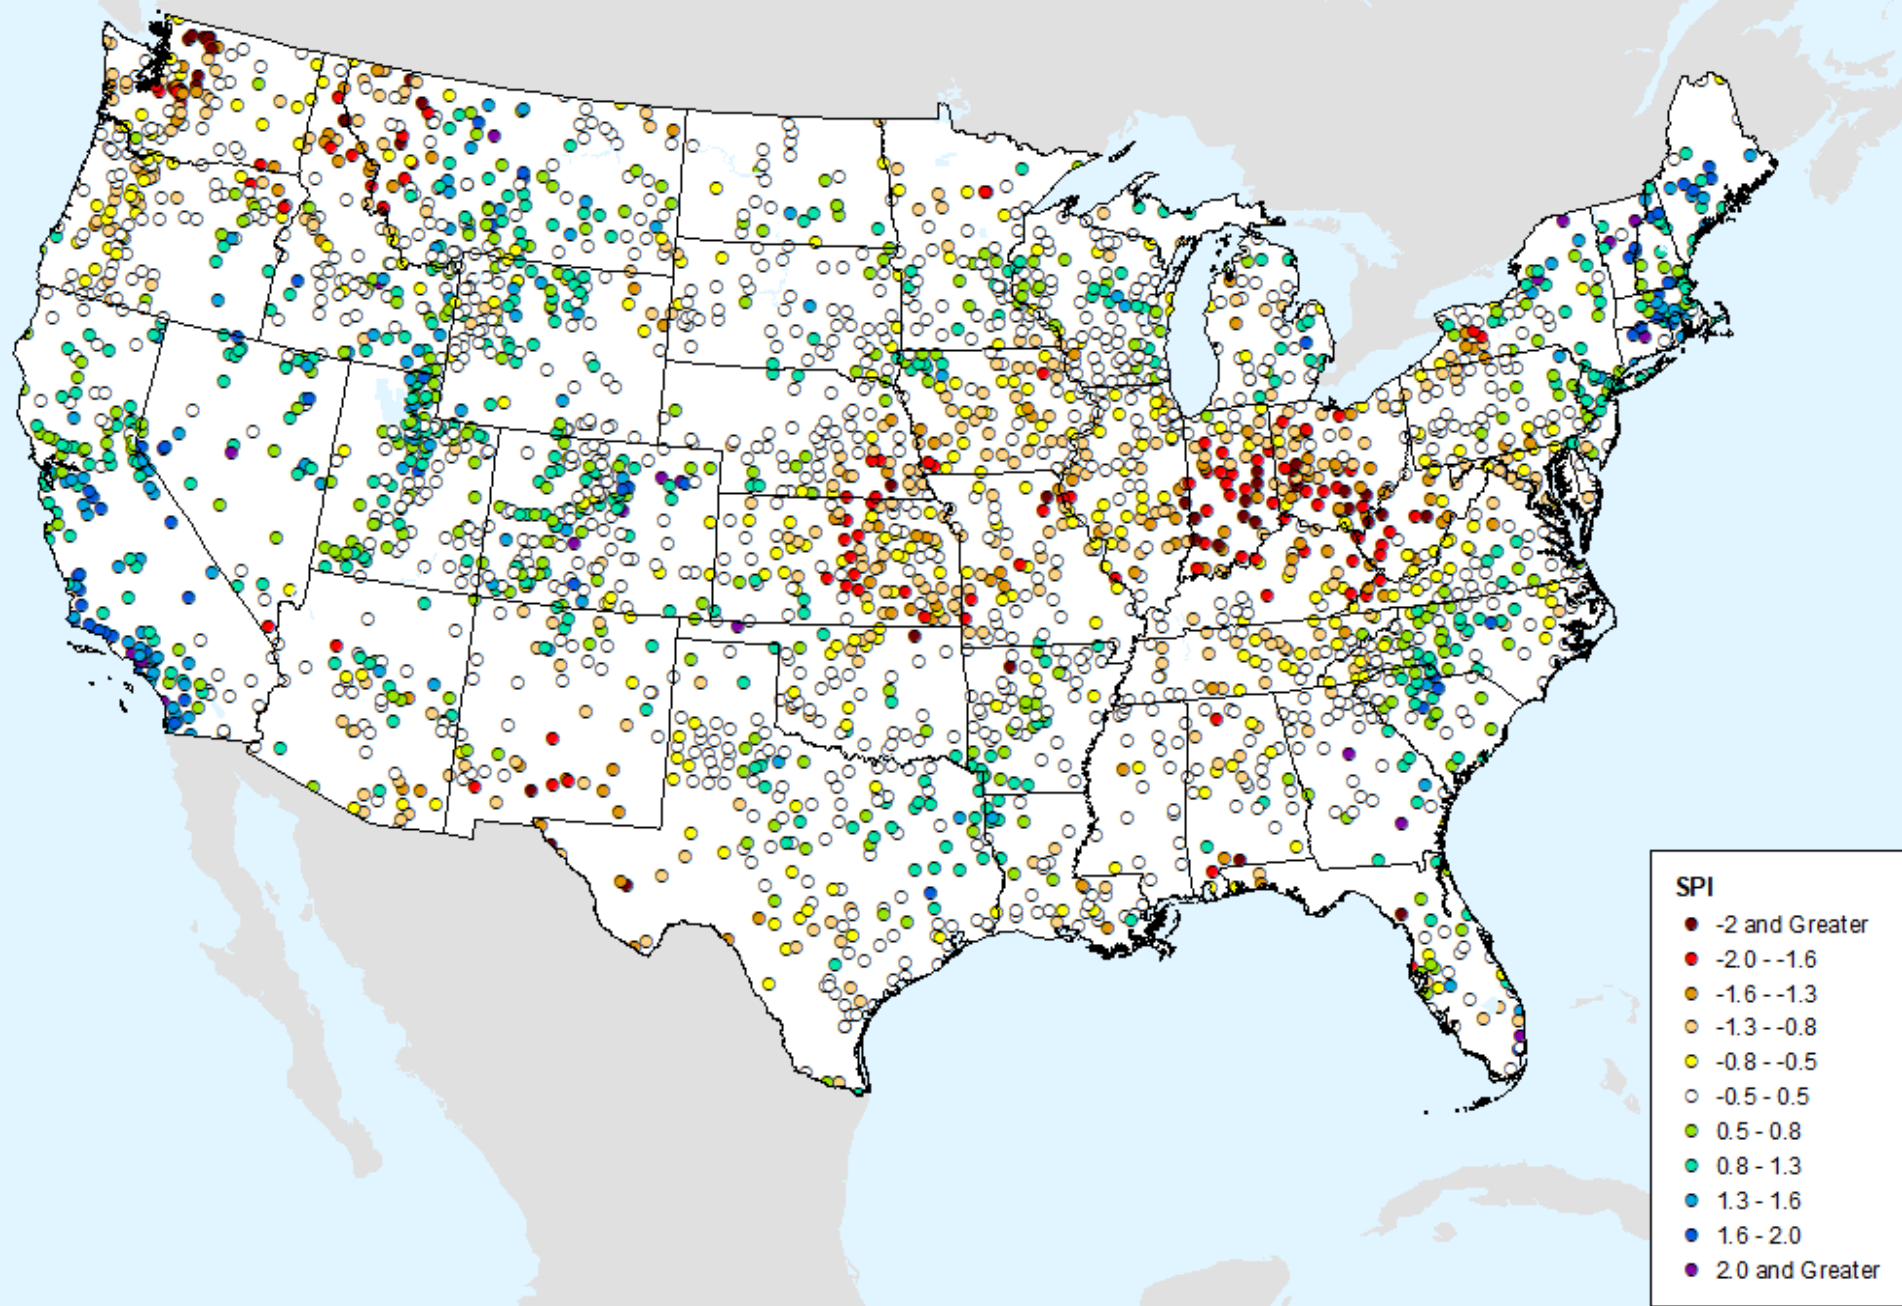 SPI
-2 and Greater
-2.0 - -1.6
-1.6 - -1.3
-1.3 - -0.8
-0.8 - -0.5
-0.5 - 0.5
0.5 - 0.8
0.8 - 1.3
1.3 - 1.6
1.6 - 2.0
2.0 and Greater